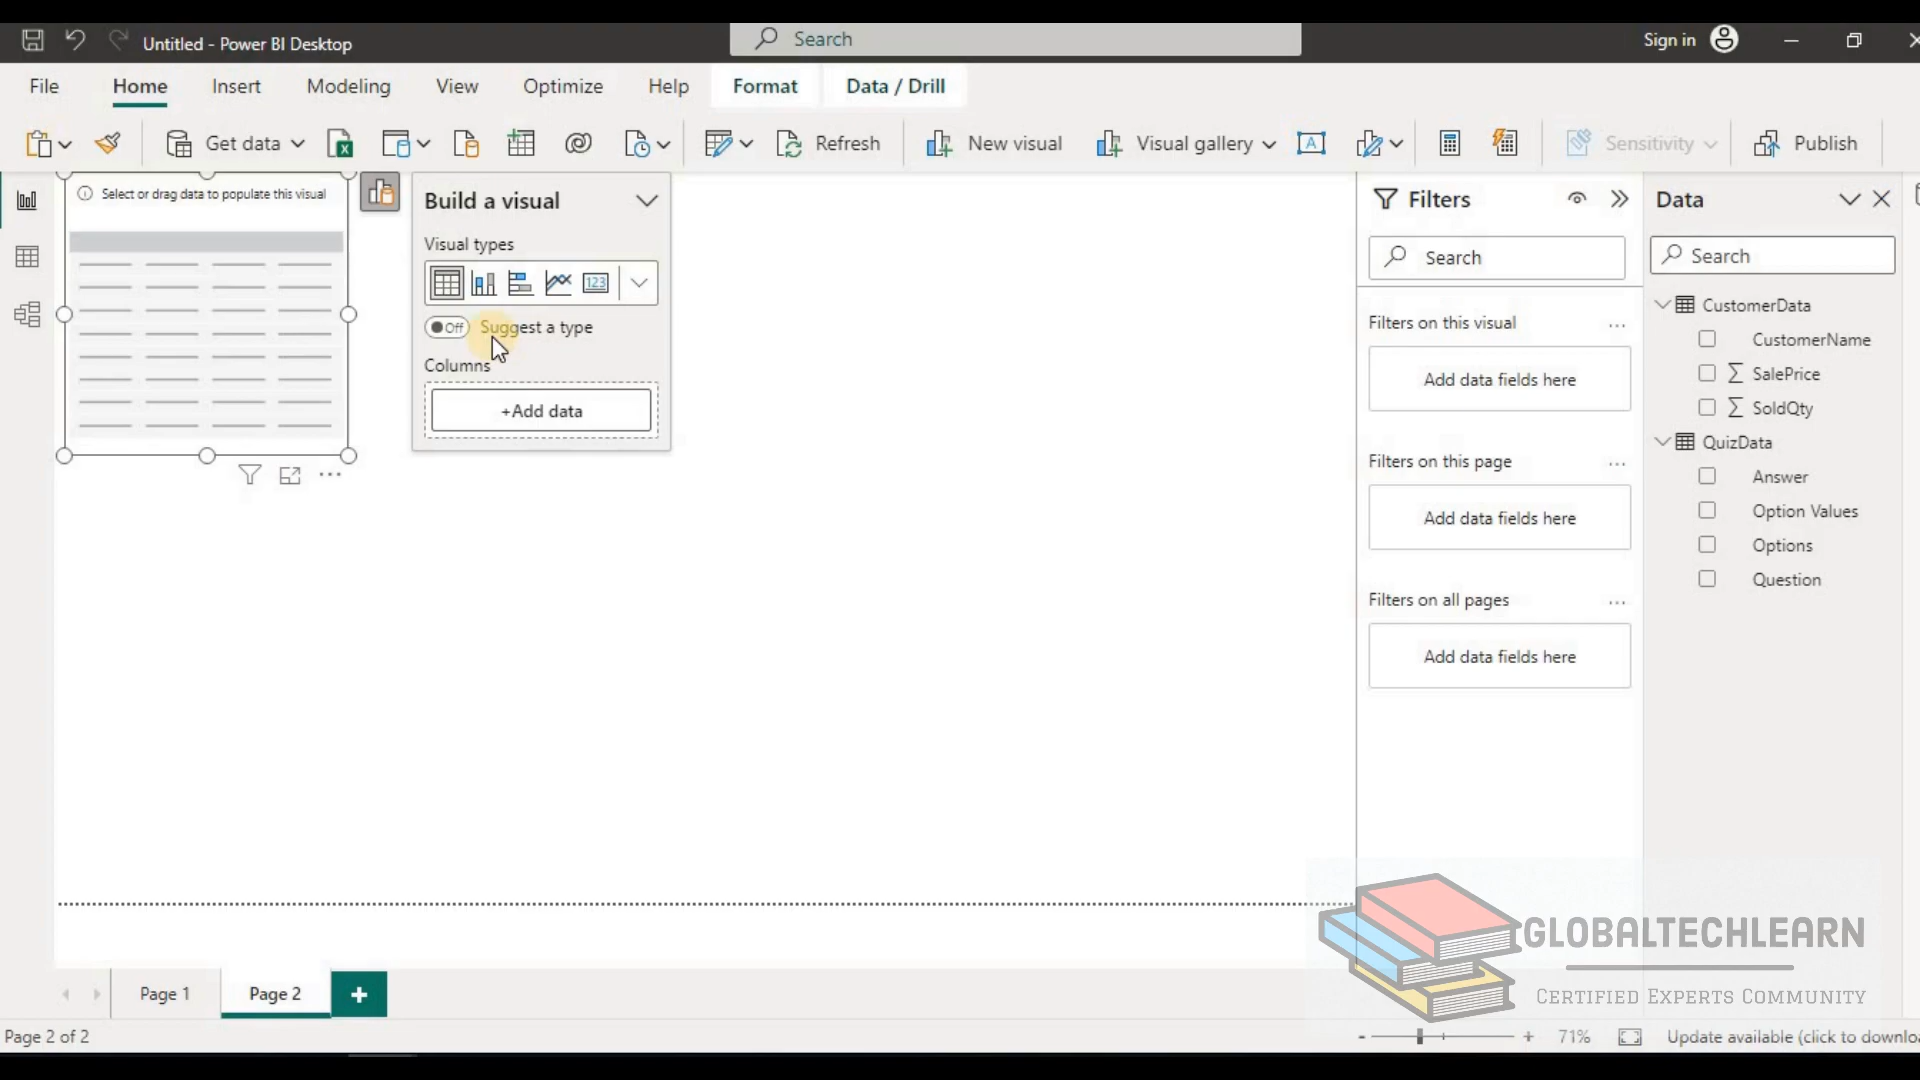 Untitled - Power BI Desktop
Search
Sign in
File Home Insert Modeling View Optimize Help Format Data / Drill
Get data Refresh New visual Visual gallery Sensitivity Publish
Select or drag data to populate this visual
Build a visual
Visual types
123
Off Suggest a type
Columns
+Add data
Filters
Search
Filters on this visual
Add data fields here
Filters on this page
Add data fields here
Filters on all pages
Add data fields here
Data
Search
CustomerData
CustomerName
SalePrice
SoldQty
QuizData
Answer
Option Values
Options
Question
GLOBALTECHLEARN
CERTIFIED EXPERTS COMMUNITY
Page 1 Page 2
Page 2 of 2
71%
Update available (click to downlo